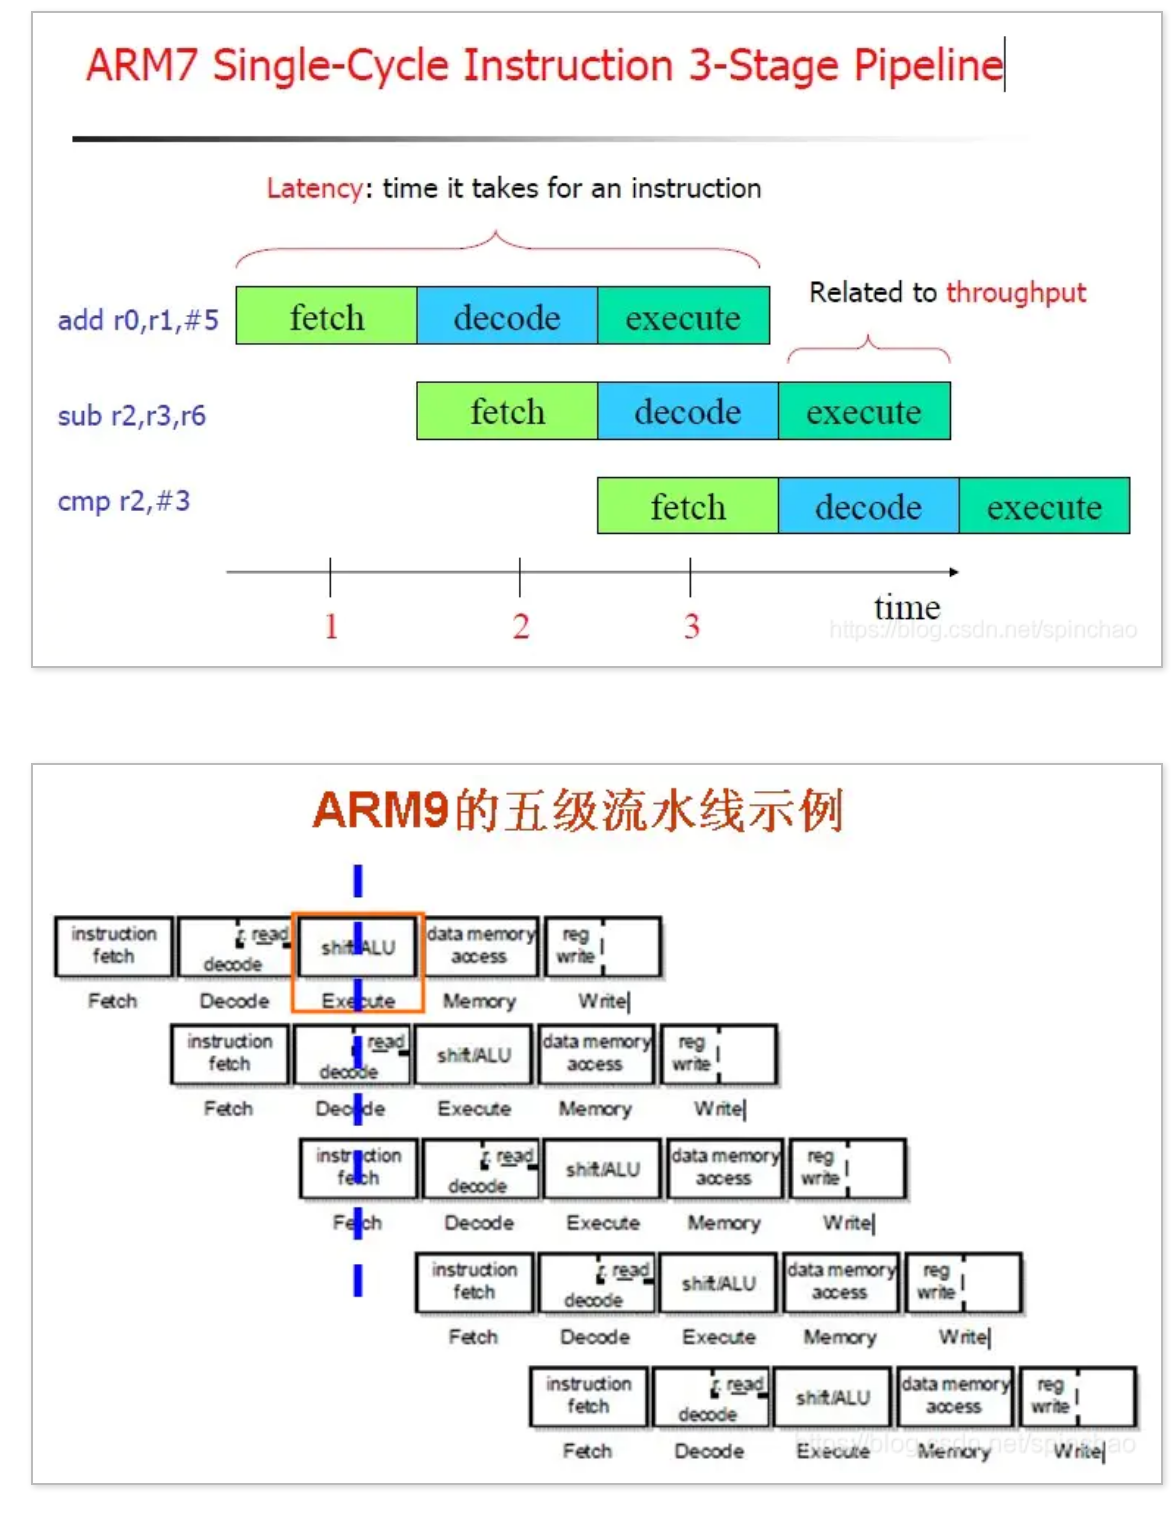 ARM7 Single-Cycle Instruction 3-Stage Pipeline
Latency: time it takes for an instruction
Related to throughput
add r0,r1,#5 fetch decode execute
sub r2,r3,r6 fetch decode execute
cmp r2,#3 fetch decode execute
time
1 2 3
https://blog.csdn.net/spinchao
ARM9的五级流水线示例
instruction fetch r. read decode shift/ALU data memory access reg write
Fetch Decode Execute Memory Write
instruction fetch read decode shift/ALU data memory access reg write
Fetch Decode Execute Memory Write
instruction fetch r. read decode shift/ALU data memory access reg write
Fetch Decode Execute Memory Write
instruction fetch r. read decode shift/ALU data memory access reg write
Fetch Decode Execute Memory Write
instruction fetch r. read decode shift/ALU data memory access reg write
Fetch Decode Execute Memory Write
https://blog.csdn.net/spinchao